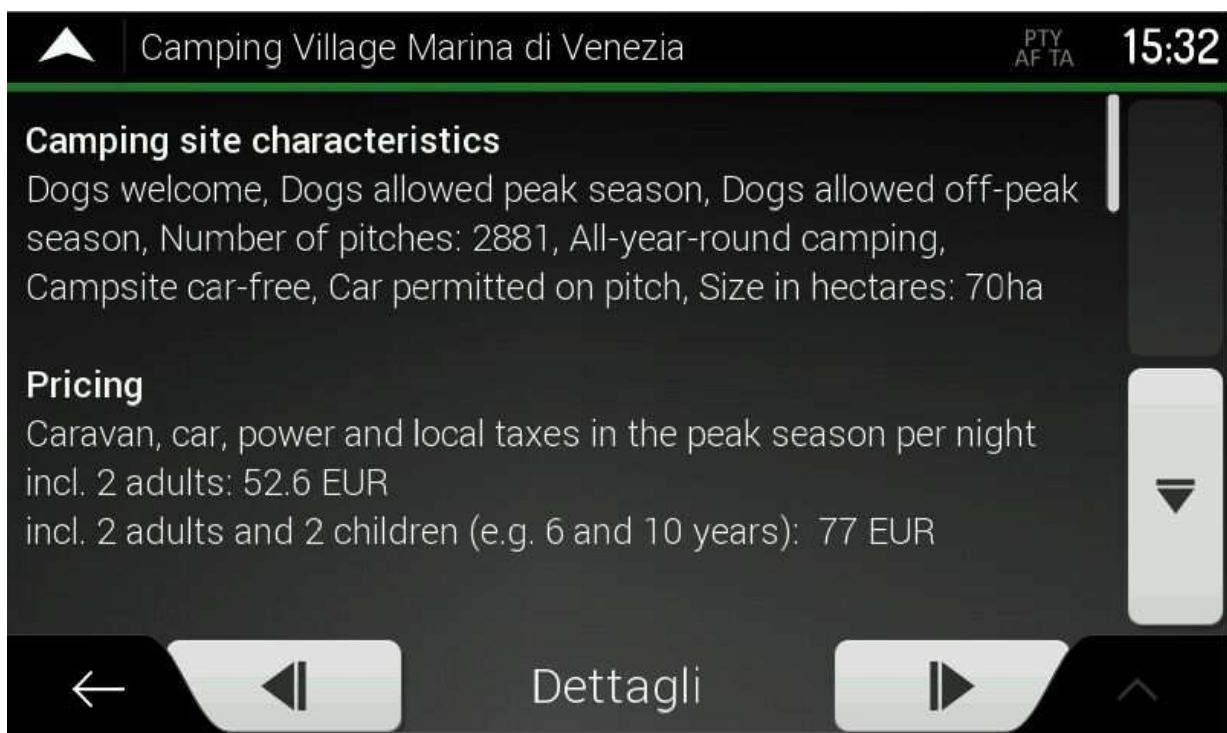 Camping Village Marina di Venezia
PTY
AF TA
15:32
Camping site characteristics
Dogs welcome, Dogs allowed peak season, Dogs allowed off-peak
season, Number of pitches: 2881, All-year-round camping,
Campsite car-free, Car permitted on pitch, Size in hectares: 70ha
Pricing
Caravan, car, power and local taxes in the peak season per night
incl. 2 adults: 52.6 EUR
incl. 2 adults and 2 children (e.g. 6 and 10 years): 77 EUR
Dettagli